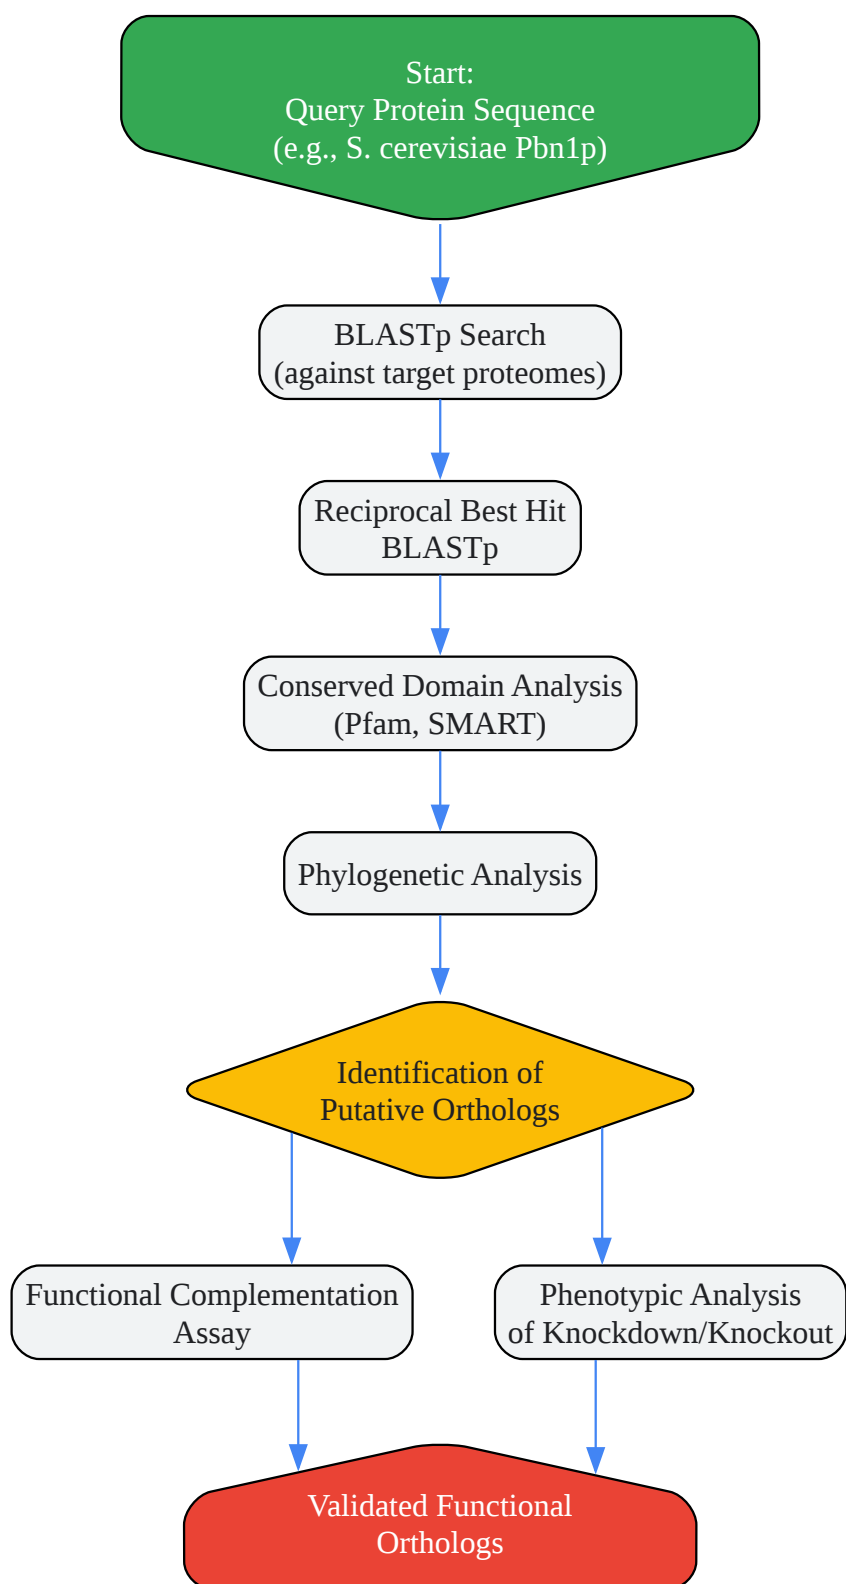 Start:
Query Protein Sequence
(e.g., S. cerevisiae Pbn1p)
BLASTp Search
(against target proteomes)
Reciprocal Best Hit
BLASTp
Conserved Domain Analysis
(Pfam, SMART)
Phylogenetic Analysis
Identification of
Putative Orthologs
Functional Complementation
Assay
Phenotypic Analysis
of Knockdown/Knockout
Validated Functional
Orthologs